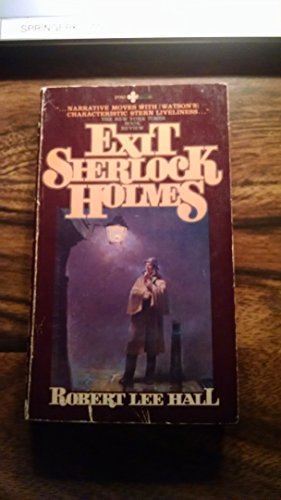 SPRINGER
"...NARRATIVE MOVES WITH [WATSON'S]
CHARACTERISTIC STERN LIVELINESS..."
THE NEW YORK TIMES
BOOK
REVIEW
EXIT
SHERLOCK
HOLMES
ROBERT LEE HALL